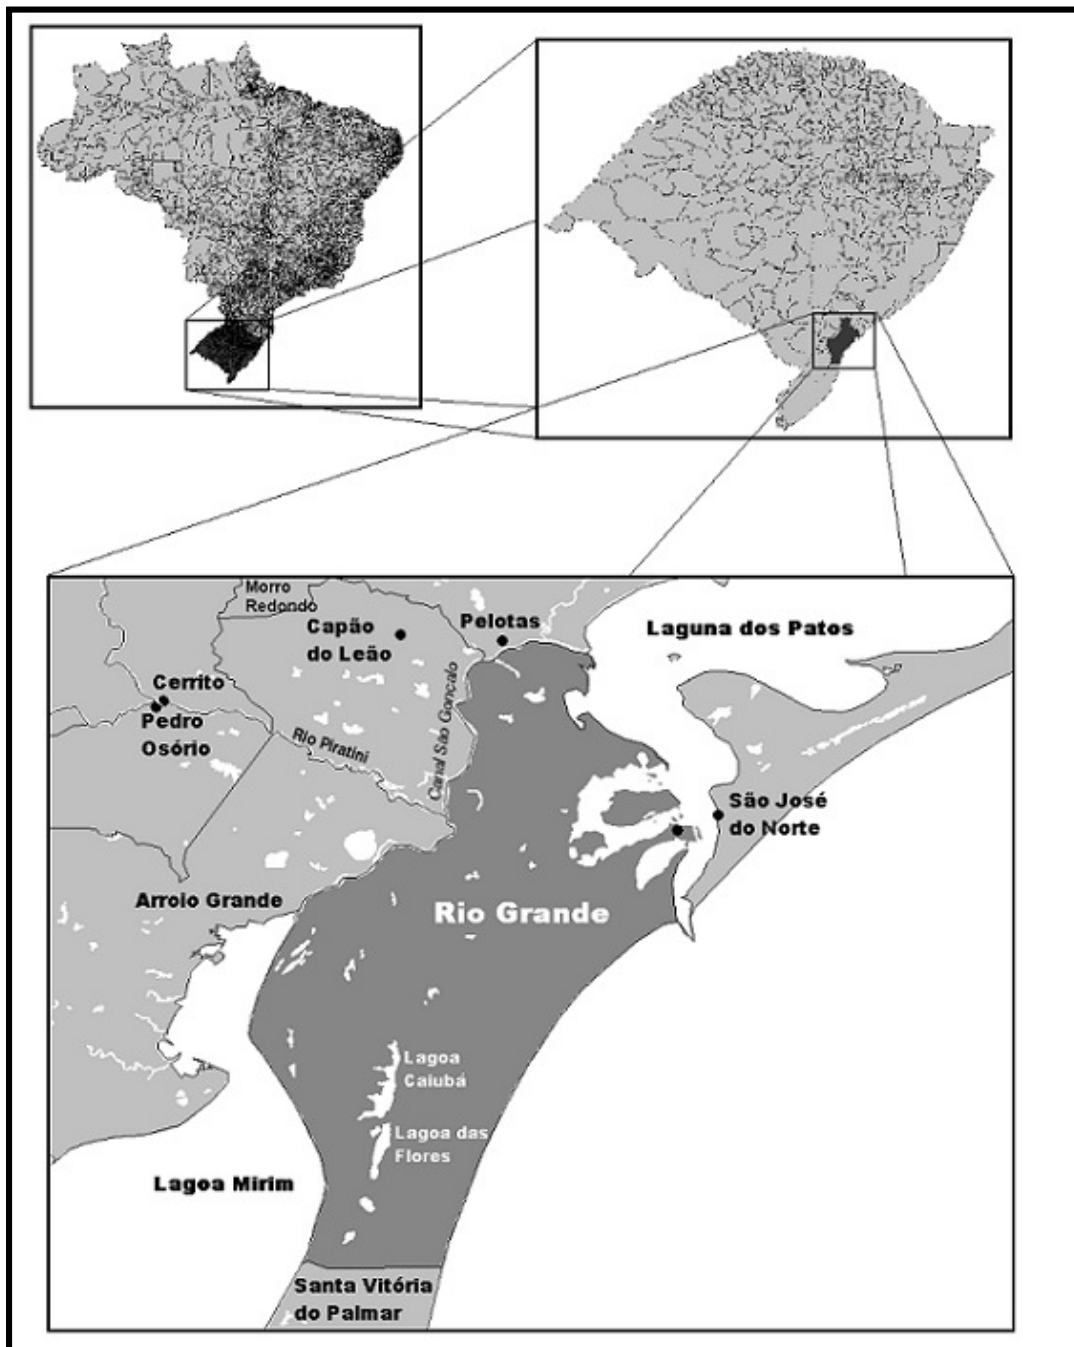 Morro
Redondo
Capão
do Leão
Pelotas
Laguna dos Patos
Cerrito
Pedro
Osório
Rio Piratini
Canal São Gonçalo
São José
do Norte
Arroio Grande
Rio Grande
Lagoa
Caiubá
Lagoa das
Flores
Lagoa Mirim
Santa Vitória
do Palmar